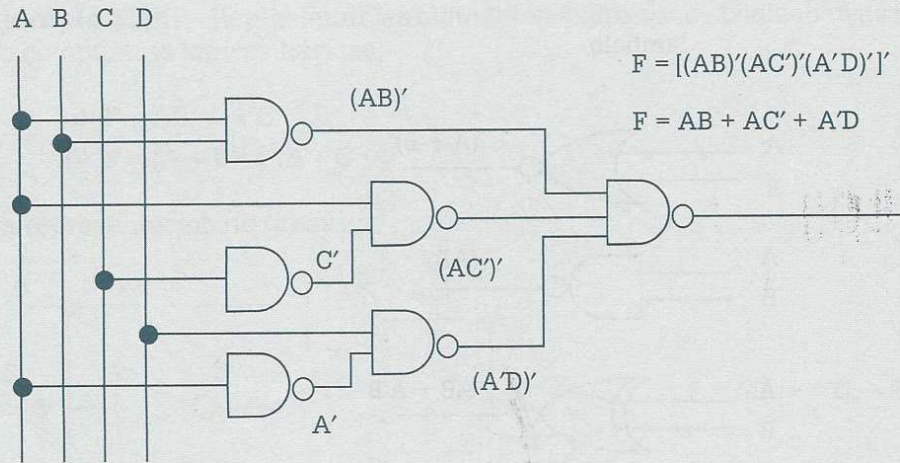 A B C D
F = [(AB)′(AC′)′(A′D)′]′
(AB)′
F = AB + AC′ + A′D
C′
(AC′)′
(A′D)′
A′